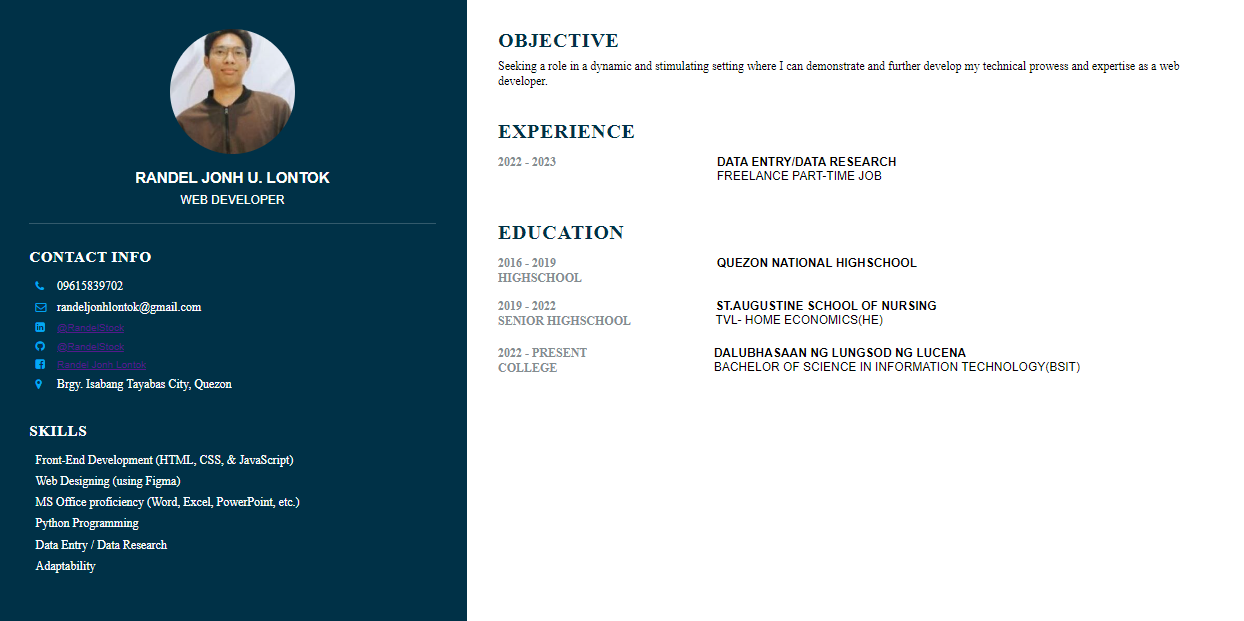 RANDEL JONH U. LONTOK
WEB DEVELOPER
CONTACT INFO
09615839702
randeljonhlontok@gmail.com
@RandelStock
@RandelStock
Randel Jonh Lontok
Brgy. Isabang Tayabas City, Quezon
SKILLS
Front-End Development (HTML, CSS, & JavaScript)
Web Designing (using Figma)
MS Office proficiency (Word, Excel, PowerPoint, etc.)
Python Programming
Data Entry / Data Research
Adaptability
OBJECTIVE
Seeking a role in a dynamic and stimulating setting where I can demonstrate and further develop my technical prowess and expertise as a web
developer.
EXPERIENCE
2022 - 2023
DATA ENTRY/DATA RESEARCH
FREELANCE PART-TIME JOB
EDUCATION
2016 - 2019
HIGHSCHOOL
QUEZON NATIONAL HIGHSCHOOL
2019 - 2022
SENIOR HIGHSCHOOL
ST.AUGUSTINE SCHOOL OF NURSING
TVL- HOME ECONOMICS(HE)
2022 - PRESENT
COLLEGE
DALUBHASAAN NG LUNGSOD NG LUCENA
BACHELOR OF SCIENCE IN INFORMATION TECHNOLOGY(BSIT)